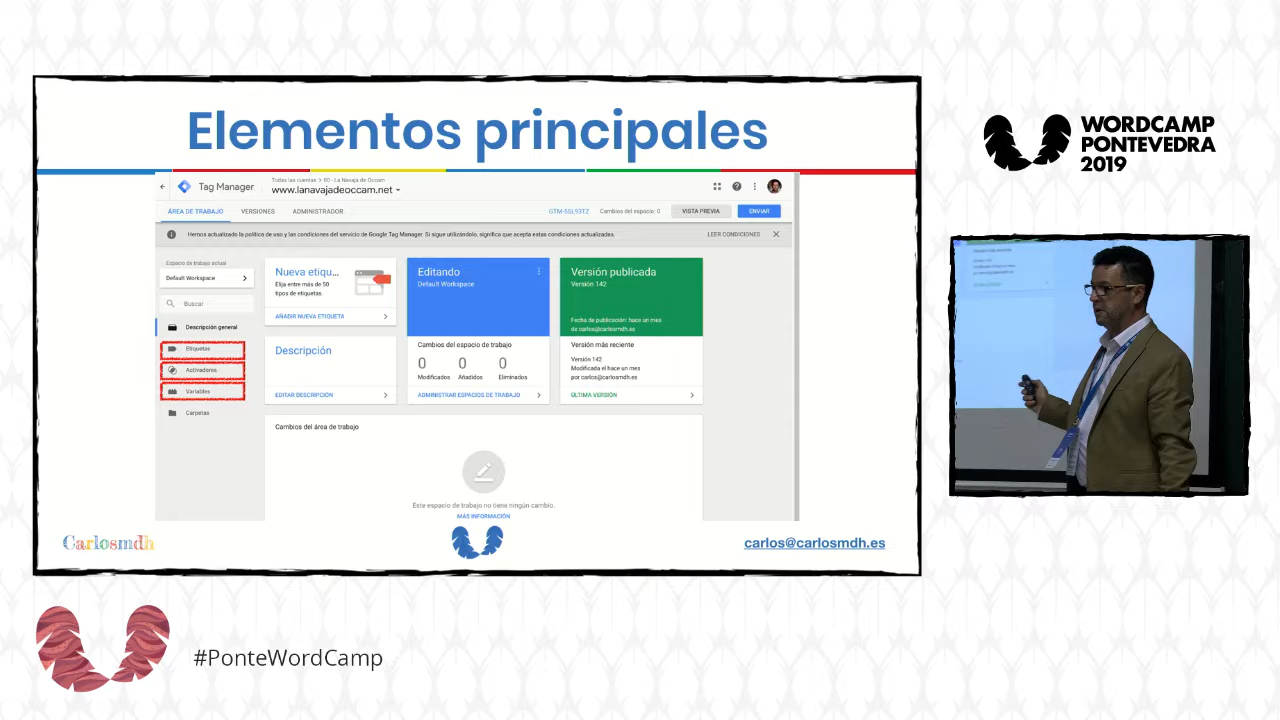 Elementos principales
Tag Manager
Todas las cuentas > 80 - La Navaja de Occam
www.lanavajadeoccam.net
ÁREA DE TRABAJO VERSIONES ADMINISTRADOR
GTM-5SL93TZ Cambios del espacio: 0 VISTA PREVIA ENVIAR
Hemos actualizado la política de uso y las condiciones del servicio de Google Tag Manager. Si sigue utilizándolo, significa que acepta estas condiciones actualizadas. LEER CONDICIONES
Espacio de trabajo actual
Default Workspace
Buscar
Descripción general
Etiquetas
Activadores
Variables
Carpetas
Nueva etiqu...
Elija entre más de 50
tipos de etiquetas.
AÑADIR NUEVA ETIQUETA
Descripción
EDITAR DESCRIPCIÓN
Editando
Default Workspace
Cambios del espacio de trabajo
0 0 0
Modificados Añadidos Eliminados
ADMINISTRAR ESPACIOS DE TRABAJO
Versión publicada
Versión 142
Fecha de publicación: hace un mes
de carlos@carlosmdh.es
Versión más reciente
Versión 142
Modificada el hace un mes
por carlos@carlosmdh.es
ÚLTIMA VERSIÓN
Cambios del área de trabajo
Este espacio de trabajo no tiene ningún cambio.
MÁS INFORMACIÓN
Carlosmdh
carlos@carlosmdh.es
WORDCAMP
PONTEVEDRA
2019
#PonteWordCamp